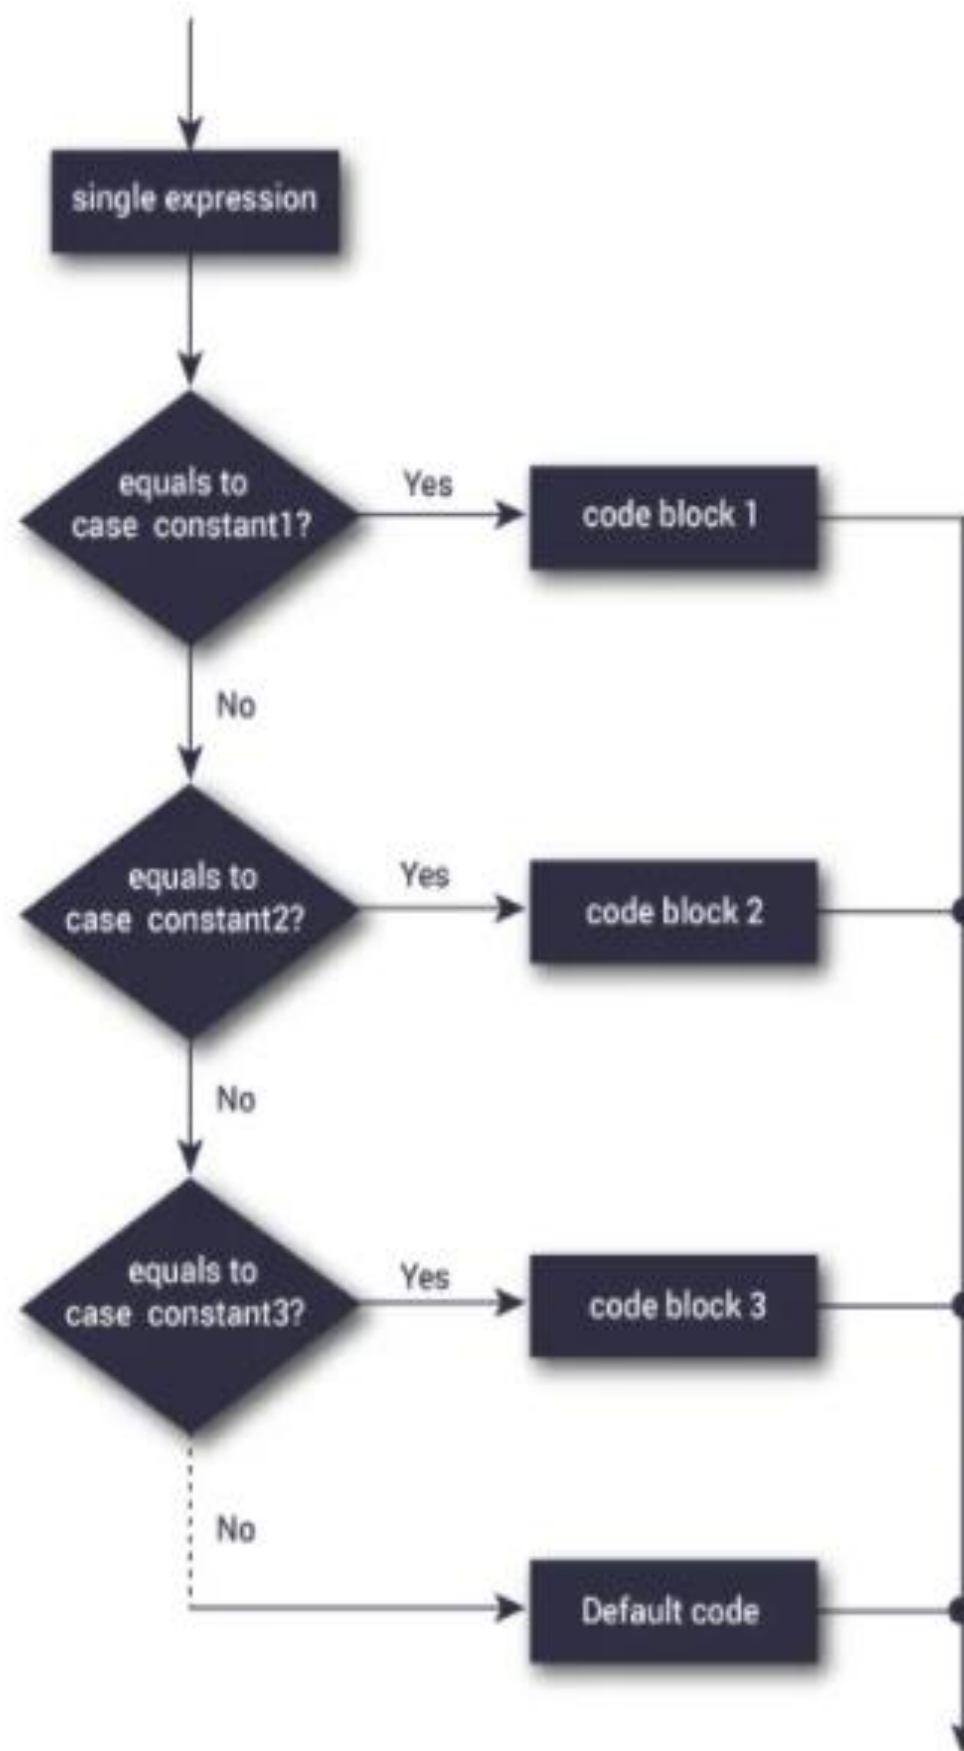 single expression
equals to
case constant1?
Yes
code block 1
No
equals to
case constant2?
Yes
code block 2
No
equals to
case constant3?
Yes
code block 3
No
Default code